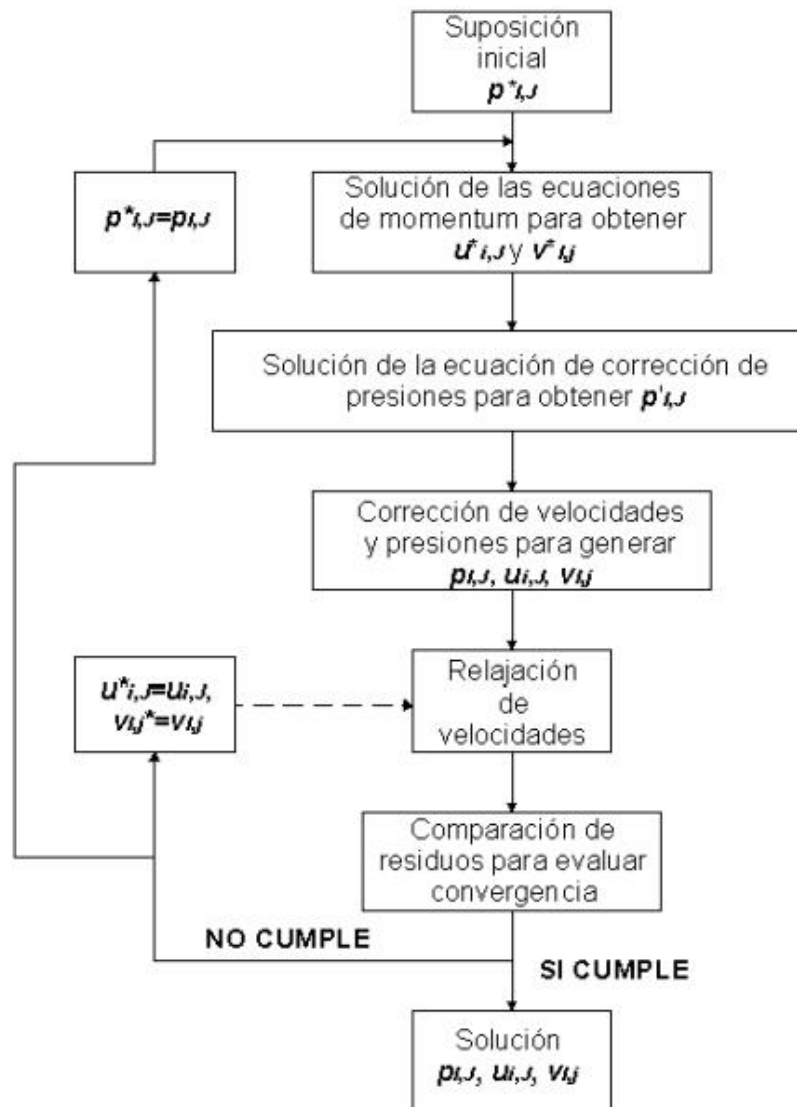 Suposición
inicial
p*I,J
p*I,J=pI,J
Solución de las ecuaciones
de momentum para obtener
u*i,J y v*I,j
Solución de la ecuación de corrección de
presiones para obtener p'I,J
Corrección de velocidades
y presiones para generar
pI,J, ui,J, vI,j
u*i,J=ui,J,
vI,j*=vI,j
Relajación
de
velocidades
Comparación de
residuos para evaluar
convergencia
NO CUMPLE
SI CUMPLE
Solución
pI,J, ui,J, vI,j